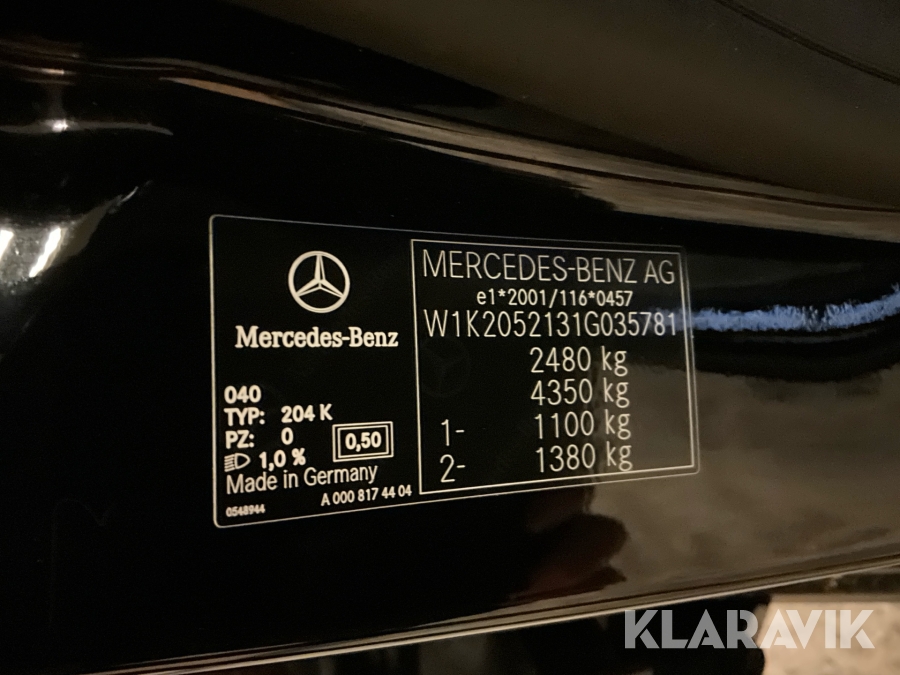 Mercedes-Benz
040
TYP: 204 K
PZ: 0
0,50
1,0 %
Made in Germany
A 000 817 44 04
0548944
MERCEDES-BENZ AG
e1*2001/116*0457
W1K2052131G035781
2480 kg
4350 kg
1- 1100 kg
2- 1380 kg
KLARAVIK